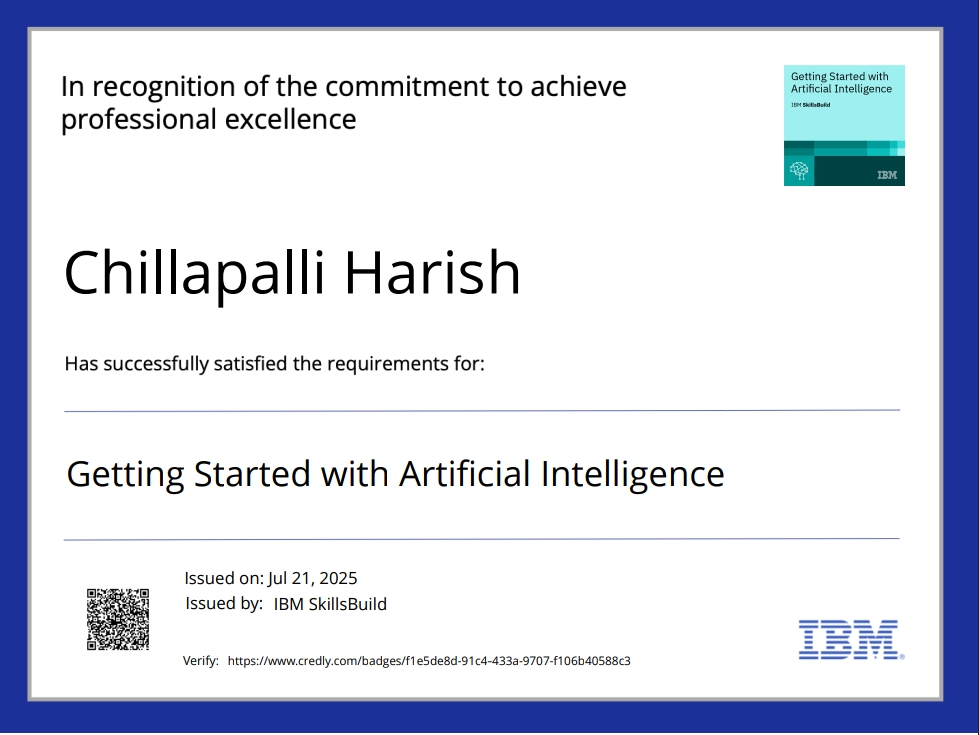 In recognition of the commitment to achieve
professional excellence
Getting Started with
Artificial Intelligence
IBM SkillsBuild
IBM
Chillapalli Harish
Has successfully satisfied the requirements for:
Getting Started with Artificial Intelligence
Issued on: Jul 21, 2025
Issued by: IBM SkillsBuild
Verify: https://www.credly.com/badges/f1e5de8d-91c4-433a-9707-f106b40588c3
IBM®